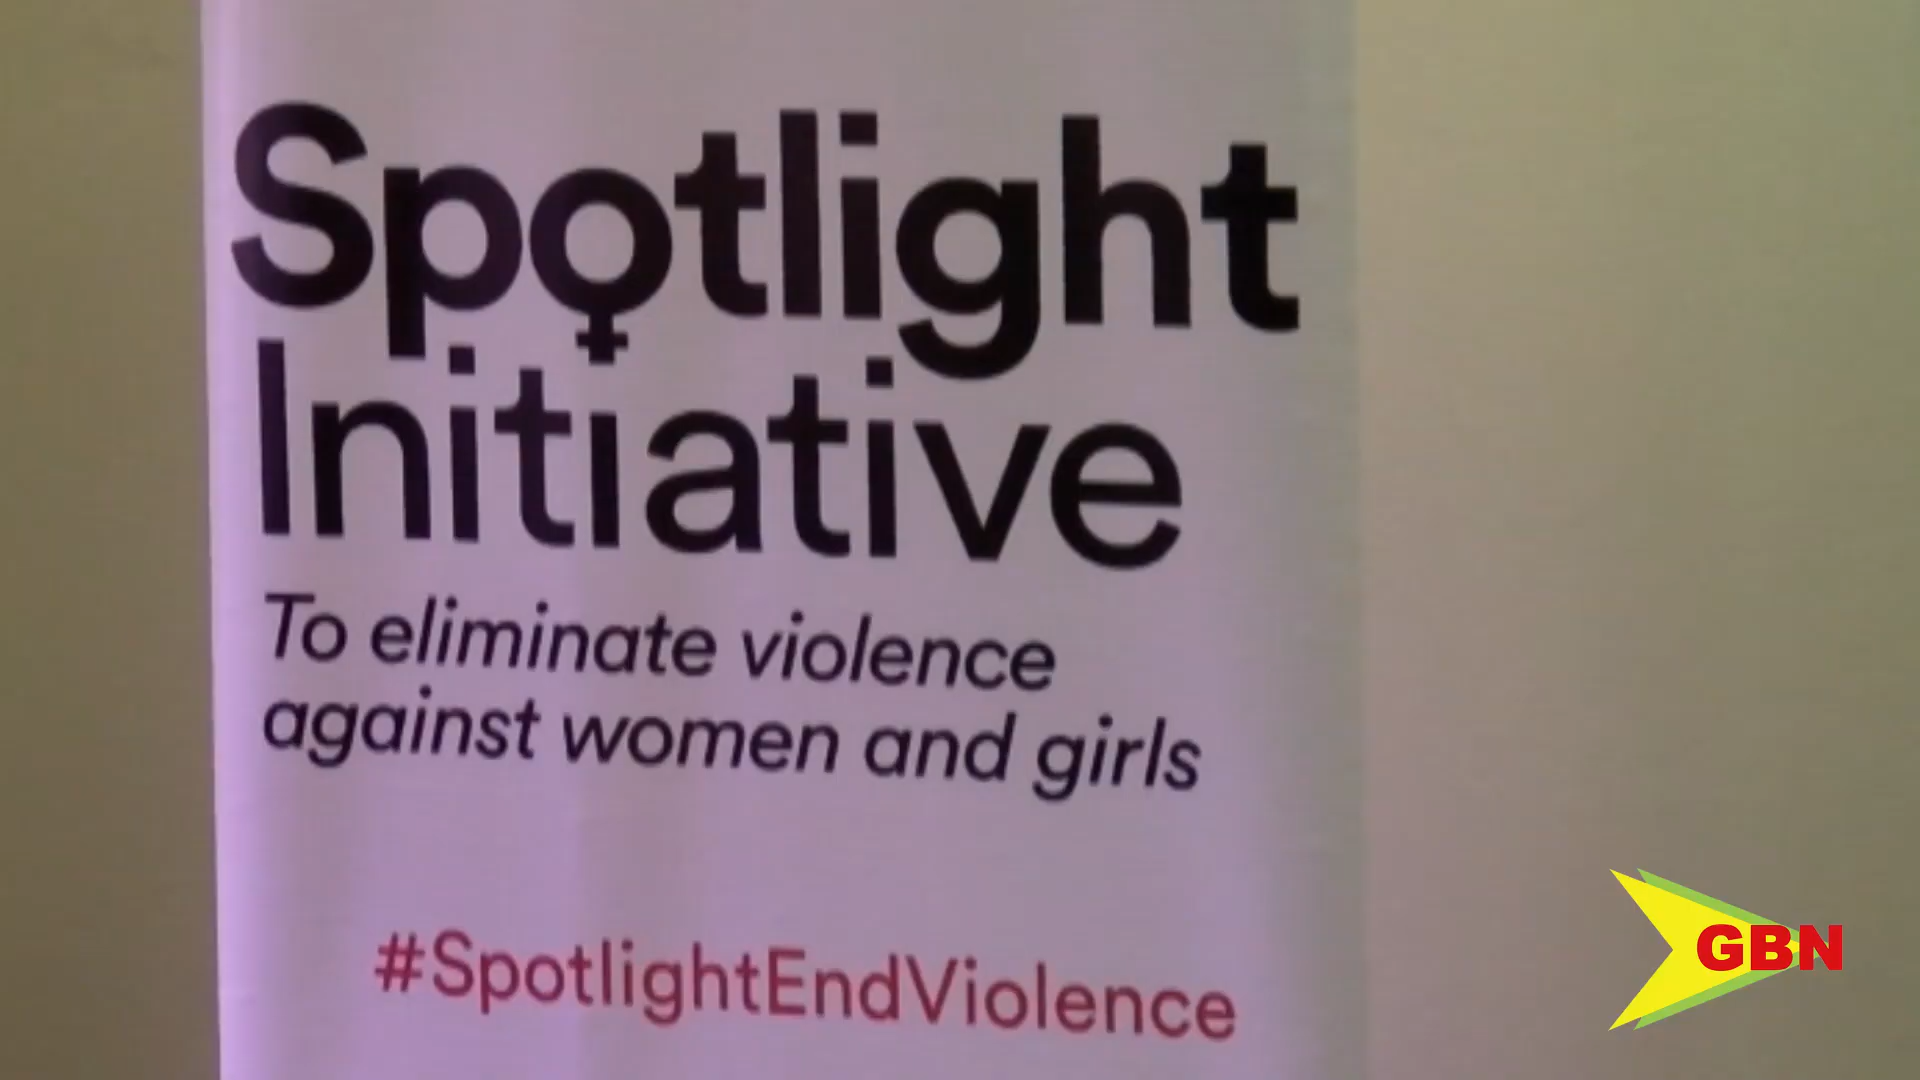 Spotlight
Initiative
To eliminate violence
against women and girls
#SpotlightEndViolence
GBN